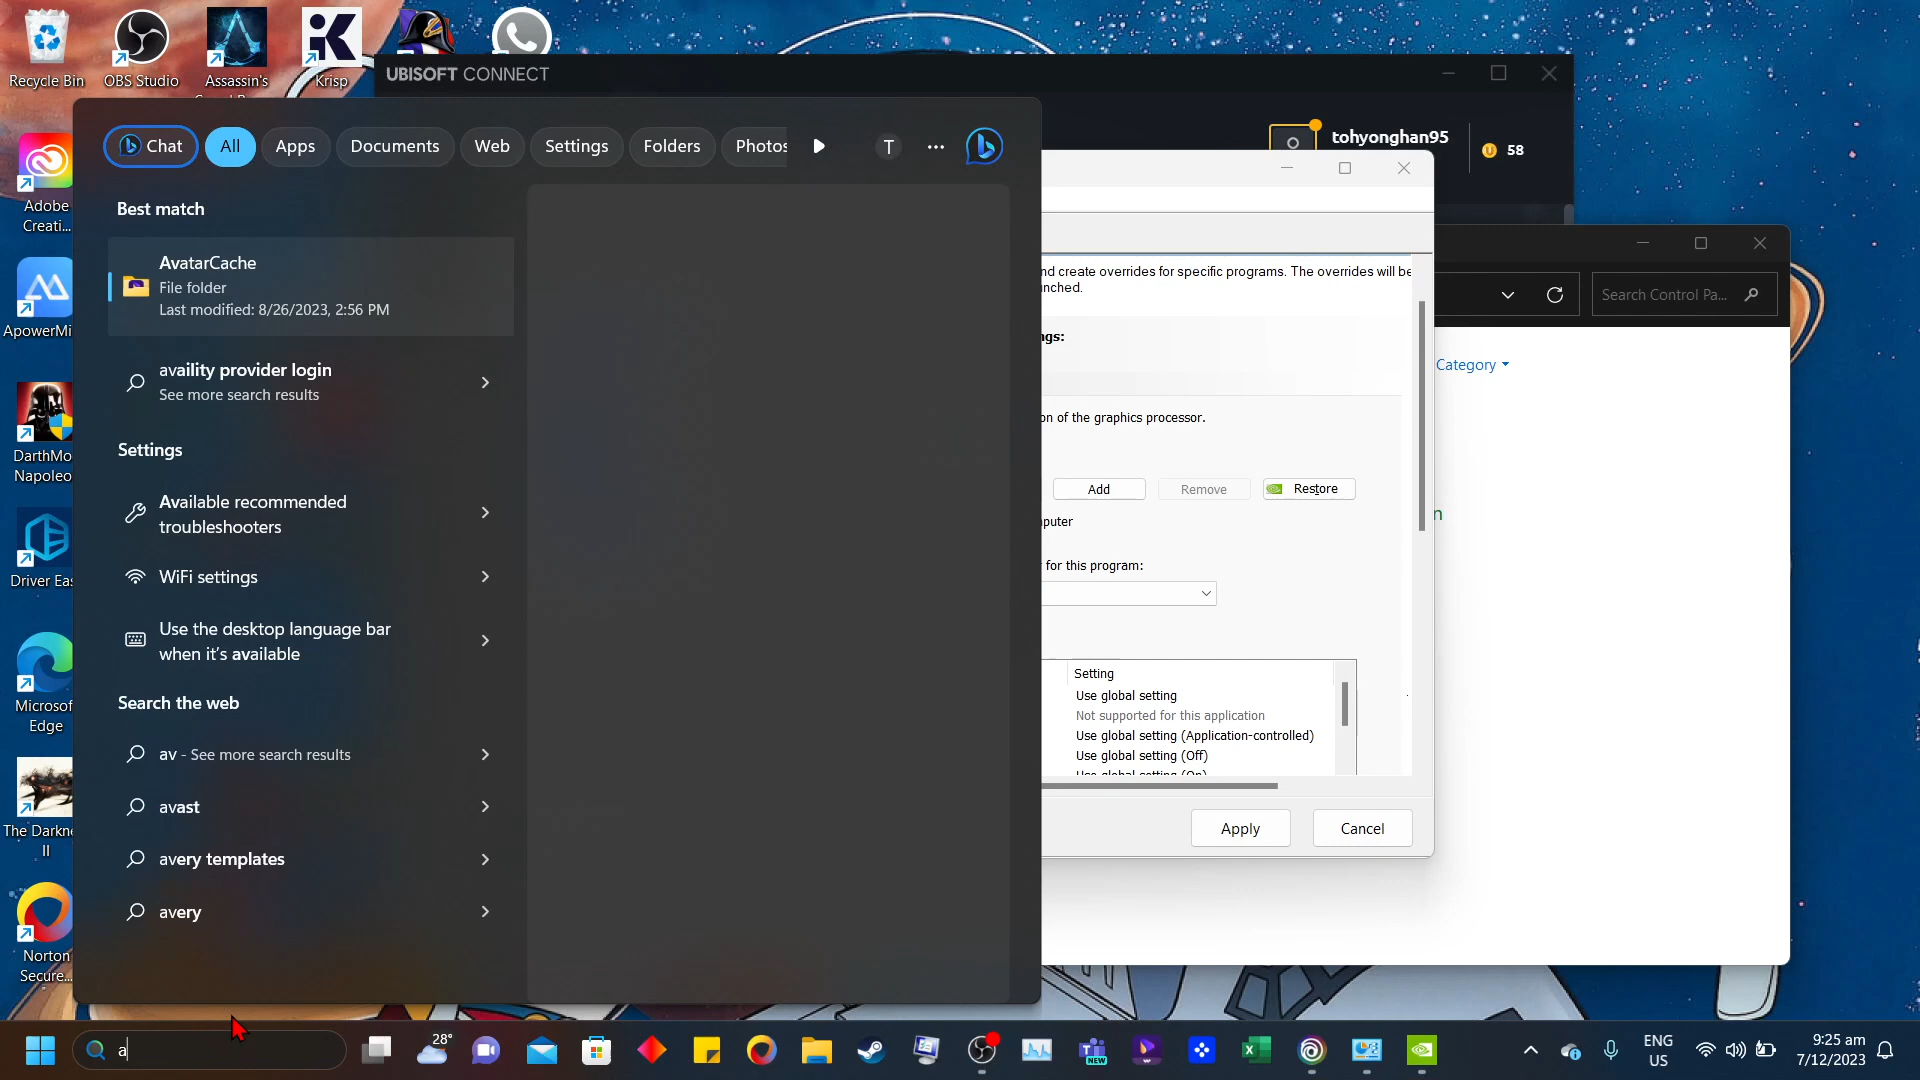 Recycle Bin
OBS Studio
Assassin's
Krisp
UBISOFT CONNECT
tohyonghan95
58
Chat
All
Apps
Documents
Web
Settings
Folders
Photos
T
Best match
AvatarCache
File folder
Last modified: 8/26/2023, 2:56 PM
availity provider login
See more search results
Settings
Available recommended
troubleshooters
WiFi settings
Use the desktop language bar
when it's available
Search the web
av - See more search results
avast
avery templates
avery
Adobe
Creati...
ApowerMi
DarthMo
Napoleo
Driver Eas
Microsof
Edge
The Darkne
II
Norton
Secure...
nd create overrides for specific programs. The overrides will be
nched.
ngs:
on of the graphics processor.
Add
Remove
Restore
puter
for this program:
Setting
Use global setting
Not supported for this application
Use global setting (Application-controlled)
Use global setting (Off)
Use global setting (On)
Apply
Cancel
Search Control Pa...
Category
n
a
28°
NEW
ENG
US
9:25 am
7/12/2023